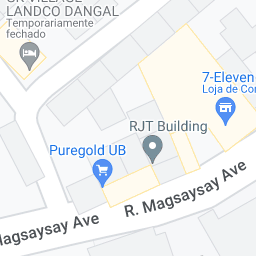 LANDCO DANGAL
Temporariamente
fechado
7-Eleven
Loja de Con
RJT Building
Puregold UB
R. Magsaysay Ave
Magsaysay Ave